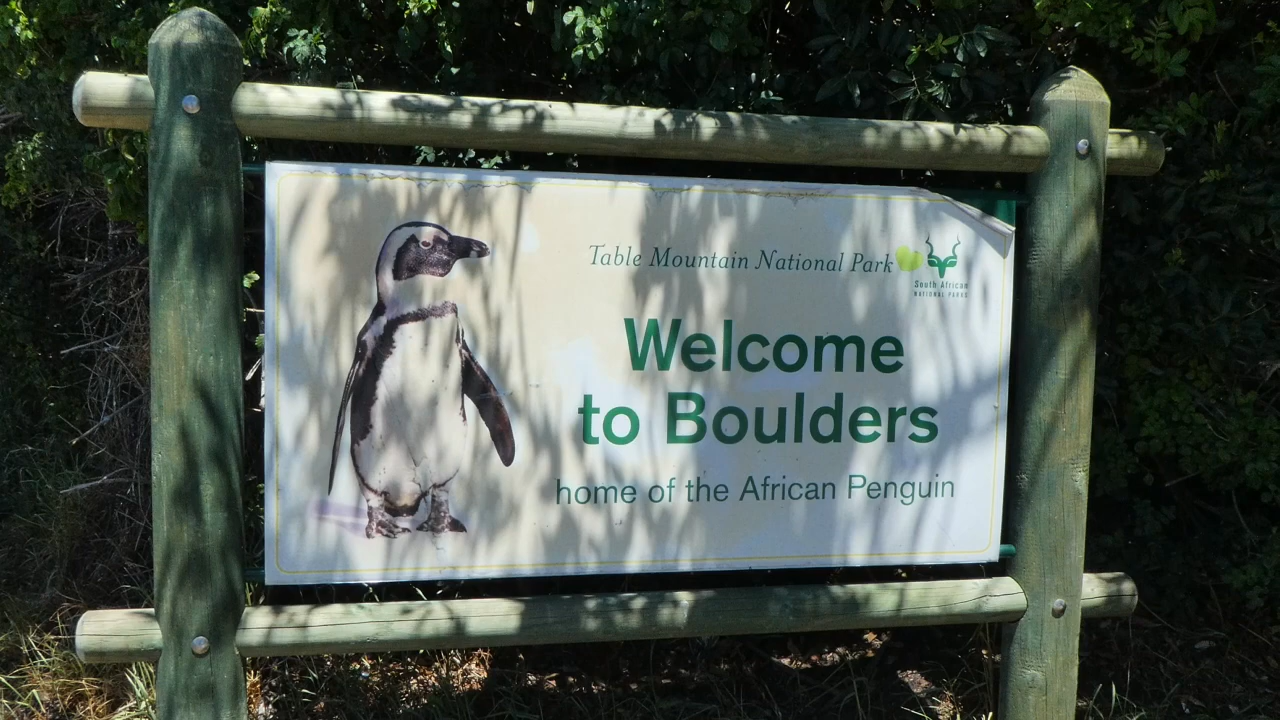 Table Mountain National Park
South African
NATIONAL PARKS
Welcome
to Boulders
home of the African Penguin